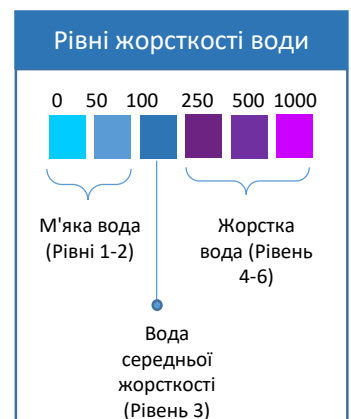 Рівні жорсткості води
0 50 100 250 500 1000
М'яка вода
(Рівні 1-2)
Жорстка
вода (Рівень
4-6)
Вода
середньої
жорсткості
(Рівень 3)